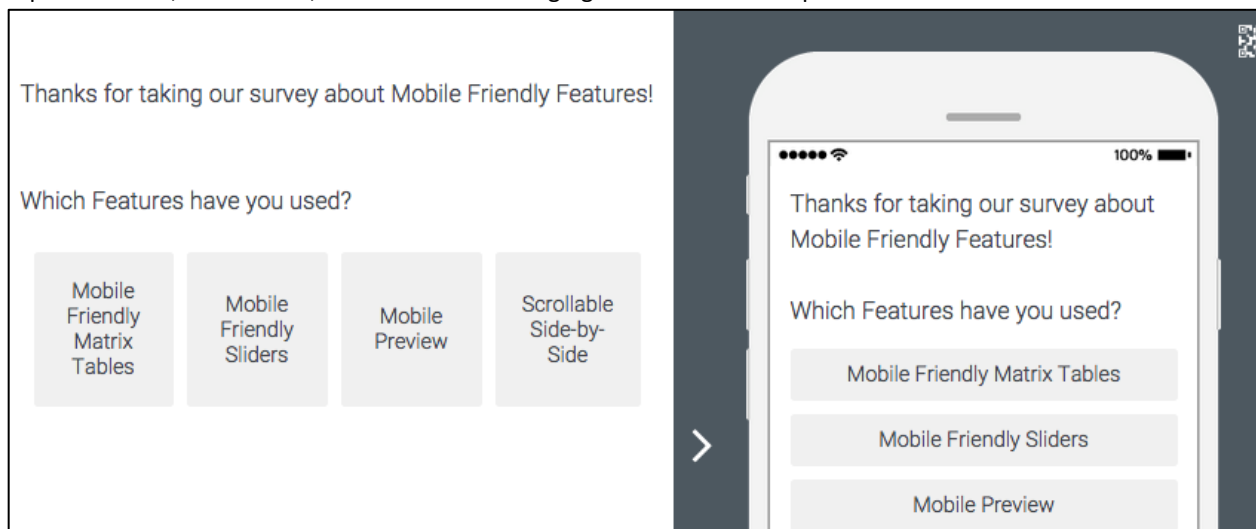 Thanks for taking our survey about Mobile Friendly Features!
Which Features have you used?
Mobile
Friendly
Matrix
Tables
Mobile
Friendly
Sliders
Mobile
Preview
Scrollable
Side-by-
Side
100%
Thanks for taking our survey about
Mobile Friendly Features!
Which Features have you used?
Mobile Friendly Matrix Tables
Mobile Friendly Sliders
Mobile Preview